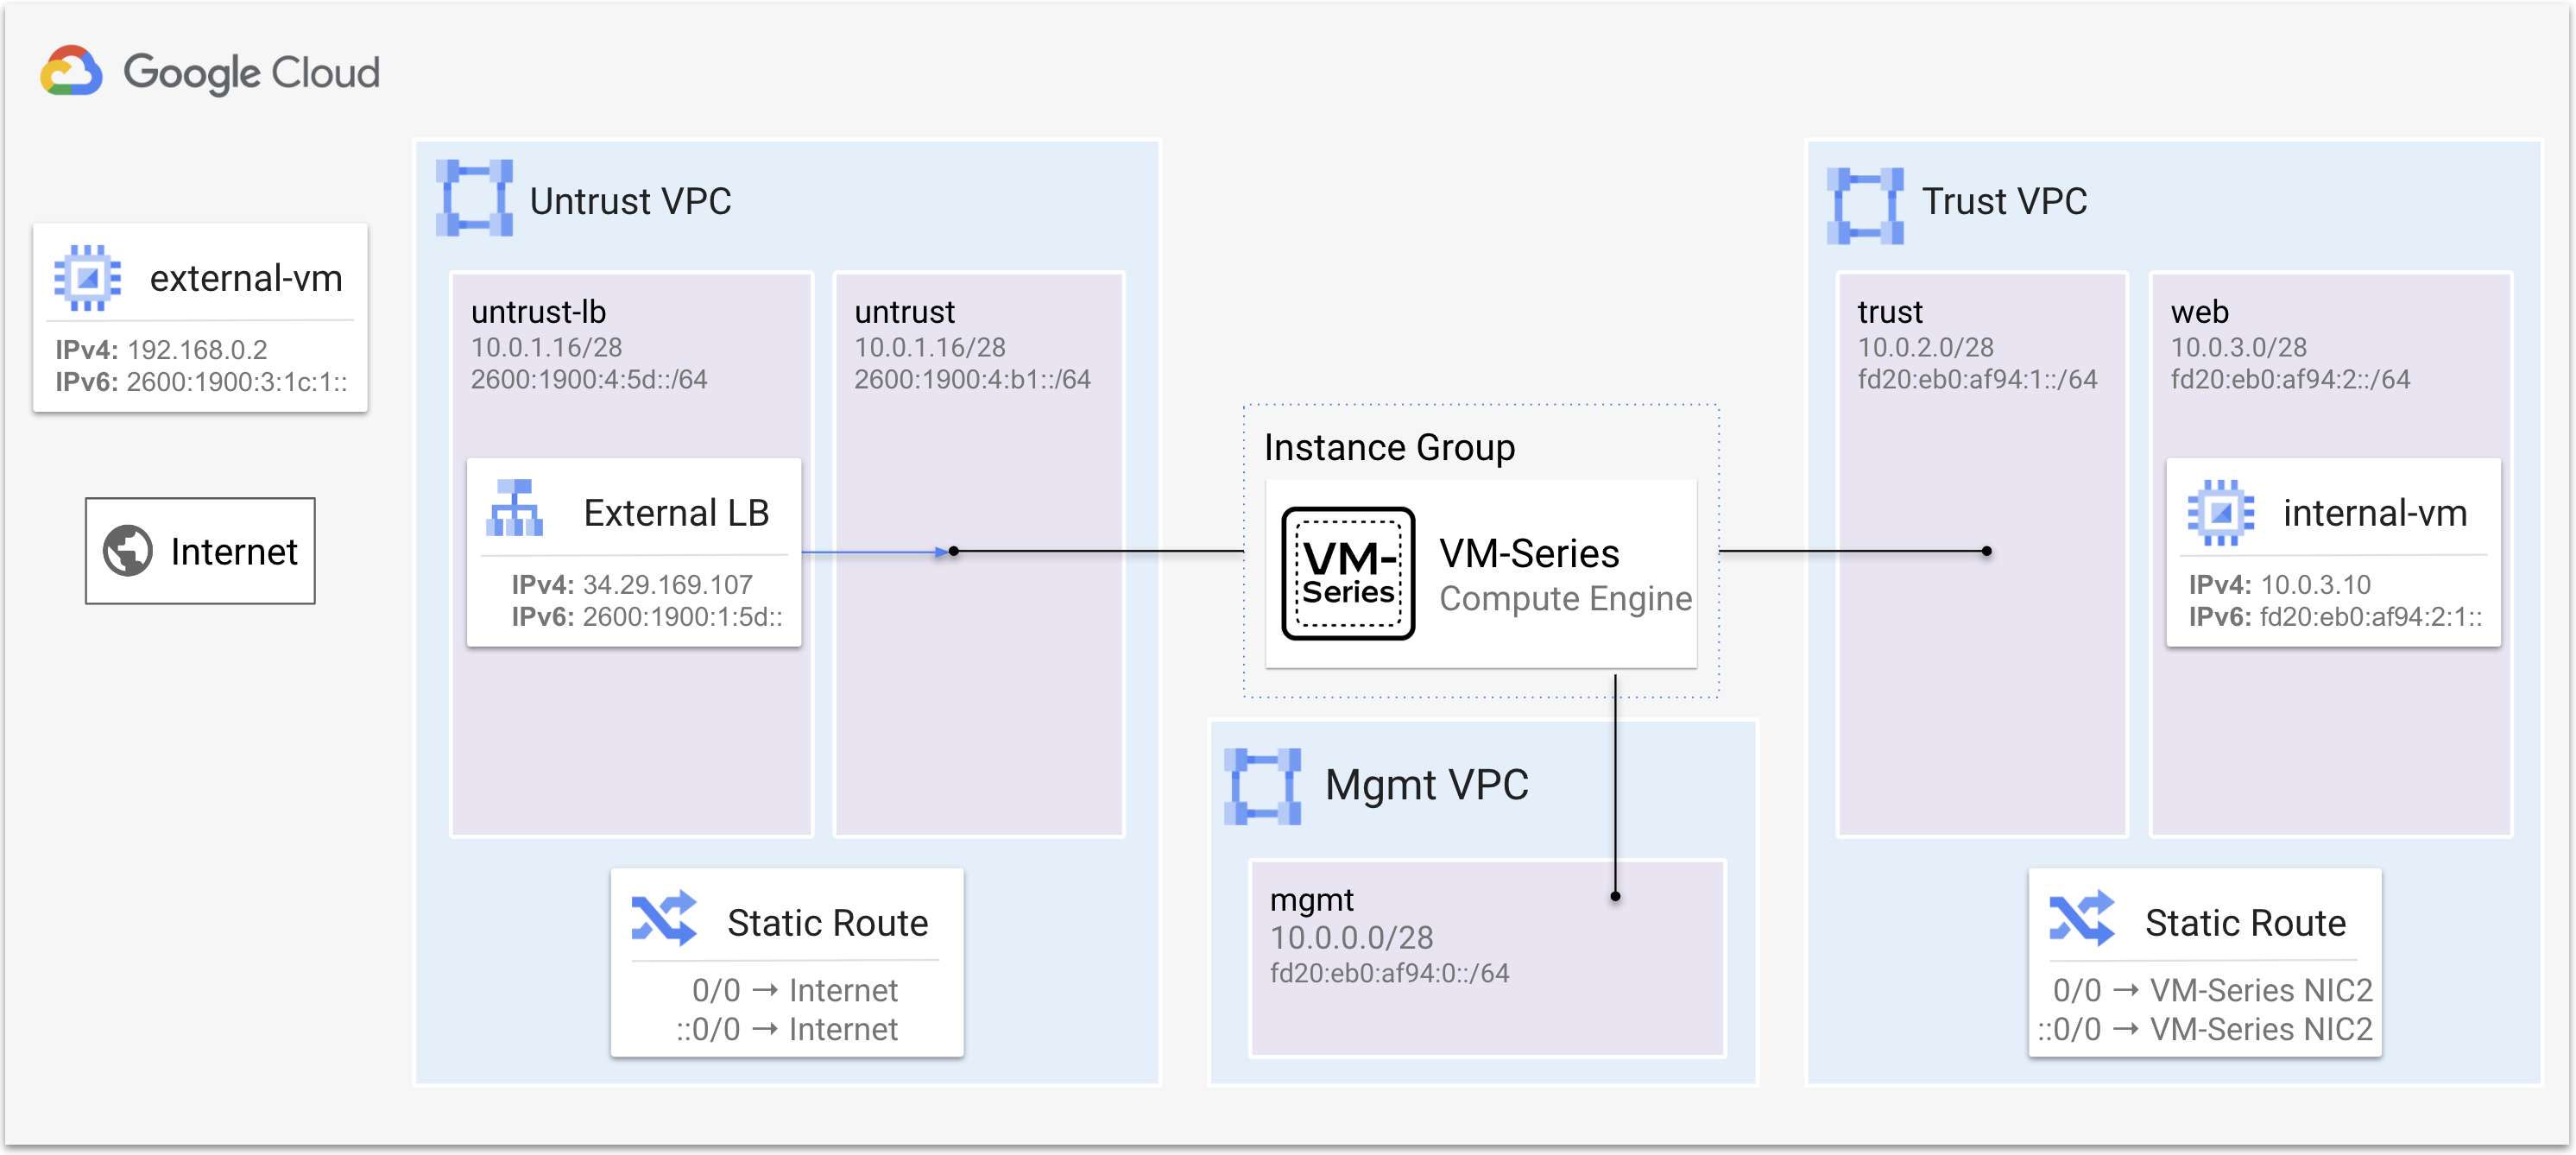 Google Cloud
external-vm
IPv4: 192.168.0.2
IPv6: 2600:1900:3:1c:1::
Internet
Untrust VPC
untrust-lb
10.0.1.16/28
2600:1900:4:5d::/64
External LB
IPv4: 34.29.169.107
IPv6: 2600:1900:1:5d::
untrust
10.0.1.16/28
2600:1900:4:b1::/64
Static Route
0/0 → Internet
::0/0 → Internet
Instance Group
VM-
Series
VM-Series
Compute Engine
Mgmt VPC
mgmt
10.0.0.0/28
fd20:eb0:af94:0::/64
Trust VPC
trust
10.0.2.0/28
fd20:eb0:af94:1::/64
web
10.0.3.0/28
fd20:eb0:af94:2::/64
internal-vm
IPv4: 10.0.3.10
IPv6: fd20:eb0:af94:2:1::
Static Route
0/0 → VM-Series NIC2
::0/0 → VM-Series NIC2